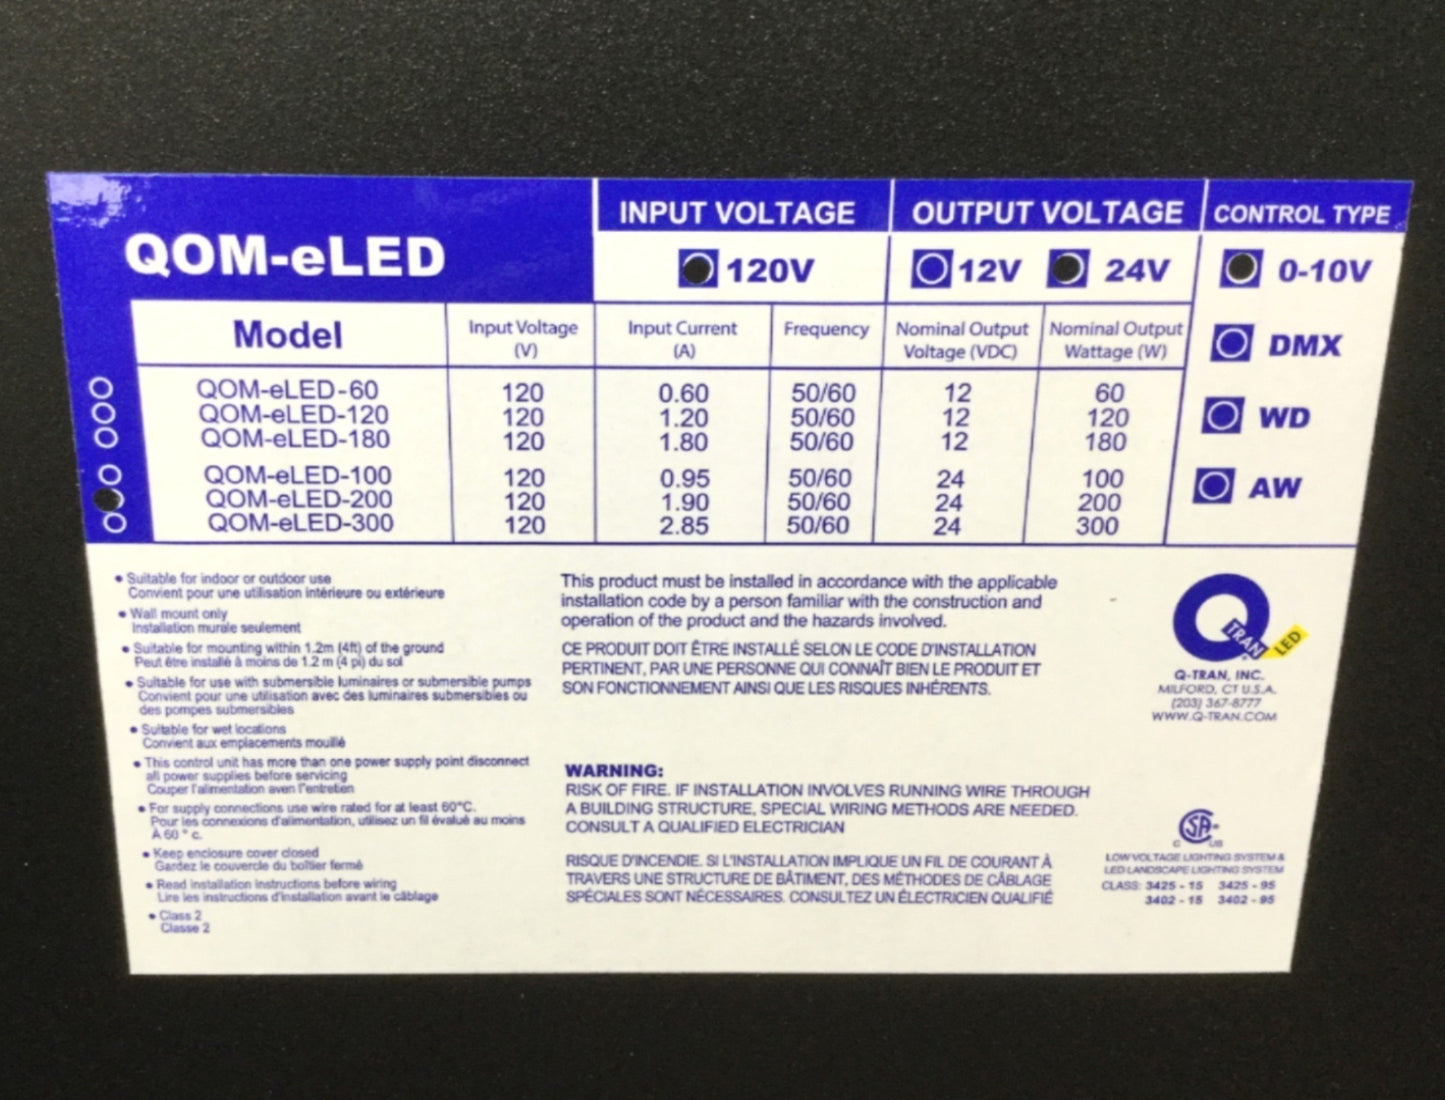 QOM-eLED
INPUT VOLTAGE OUTPUT VOLTAGE CONTROL TYPE
120V 12V 24V 0-10V
DMX
WD
AW
Model Input Voltage (V) Input Current (A) Frequency Nominal Output Voltage (VDC) Nominal Output Wattage (W)
QOM-eLED-60 120 0.60 50/60 12 60
QOM-eLED-120 120 1.20 50/60 12 120
QOM-eLED-180 120 1.80 50/60 12 180
QOM-eLED-100 120 0.95 50/60 24 100
QOM-eLED-200 120 1.90 50/60 24 200
QOM-eLED-300 120 2.85 50/60 24 300
• Suitable for indoor or outdoor use
Convient pour une utilisation intérieure ou extérieure
• Wall mount only
Installation murale seulement
• Suitable for mounting within 1.2m (4ft) of the ground
Peut être installé à moins de 1.2 m (4 pi) du sol
• Suitable for use with submersible luminaires or submersible pumps
Convient pour une utilisation avec des luminaires submersibles ou
des pompes submersibles
• Suitable for wet locations
Convient aux emplacements mouillé
• This control unit has more than one power supply point disconnect
all power supplies before servicing
Couper l'alimentation aven l'entretien
• For supply connections use wire rated for at least 60°C.
Pour les connexions d'alimentation, utilisez un fil évalué au moins
À 60 ° c.
• Keep enclosure cover closed
Gardez le couvercle du boîtier fermé
• Read installation instructions before wiring
Lire les instructions d'installation avant le câblage
• Class 2
Classe 2
This product must be installed in accordance with the applicable
installation code by a person familiar with the construction and
operation of the product and the hazards involved.
CE PRODUIT DOIT ÊTRE INSTALLÉ SELON LE CODE D'INSTALLATION
PERTINENT, PAR UNE PERSONNE QUI CONNAÎT BIEN LE PRODUIT ET
SON FONCTIONNEMENT AINSI QUE LES RISQUES INHÉRENTS.
WARNING:
RISK OF FIRE. IF INSTALLATION INVOLVES RUNNING WIRE THROUGH
A BUILDING STRUCTURE, SPECIAL WIRING METHODS ARE NEEDED.
CONSULT A QUALIFIED ELECTRICIAN
RISQUE D'INCENDIE. SI L'INSTALLATION IMPLIQUE UN FIL DE COURANT À
TRAVERS UNE STRUCTURE DE BÂTIMENT, DES MÉTHODES DE CÂBLAGE
SPÉCIALES SONT NÉCESSAIRES. CONSULTEZ UN ÉLECTRICIEN QUALIFIÉ
Q TRAN LED
Q-TRAN, INC.
MILFORD, CT U.S.A.
(203) 367-8777
WWW.Q-TRAN.COM
SA®
C US
LOW VOLTAGE LIGHTING SYSTEM &
LED LANDSCAPE LIGHTING SYSTEM
CLASS: 3425 - 15 3425 - 95
3402 - 15 3402 - 95